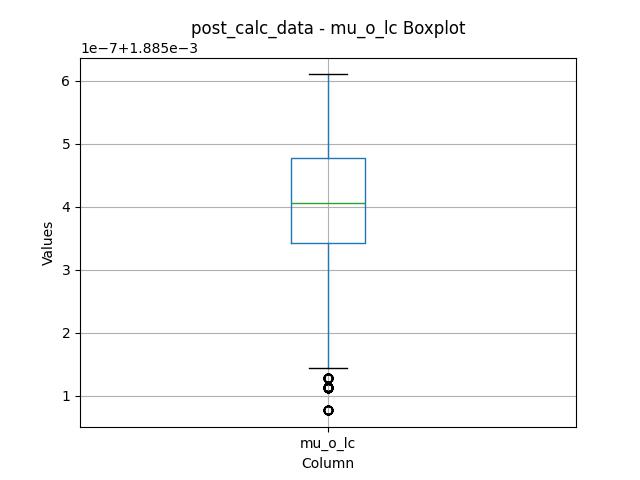 post_calc_data - mu_o_lc Boxplot
1e−7+1.885e−3
6
5
4
3
2
1
Values
mu_o_lc
Column